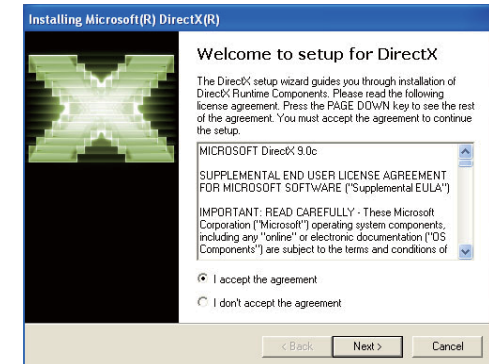 Installing Microsoft(R) DirectX(R)
Welcome to setup for DirectX
The DirectX setup wizard guides you through installation of
DirectX Runtime Components. Please read the following
license agreement. Press the PAGE DOWN key to see the rest
of the agreement. You must accept the agreement to continue
the setup.
MICROSOFT DirectX 9.0c
SUPPLEMENTAL END USER LICENSE AGREEMENT
FOR MICROSOFT SOFTWARE ("Supplemental EULA")
IMPORTANT: READ CAREFULLY - These Microsoft
Corporation ("Microsoft") operating system components,
including any "online" or electronic documentation ("OS
Components") are subject to the terms and conditions of
I accept the agreement
I don't accept the agreement
< Back Next > Cancel